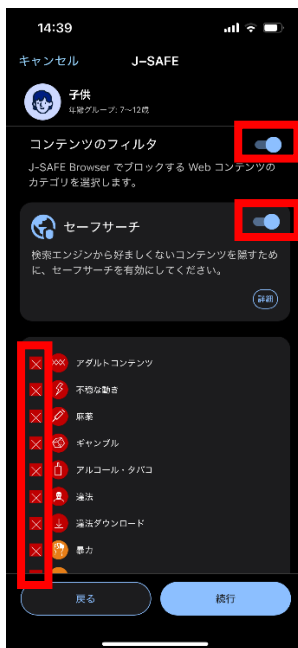 14:39
キャンセル J-SAFE
子供
年齢グループ: 7~12歳
コンテンツのフィルタ
J-SAFE Browser でブロックする Web コンテンツの
カテゴリを選択します。
セーフサーチ
検索エンジンから好ましくないコンテンツを隠すため
に、セーフサーチを有効にしてください。
詳細
アダルトコンテンツ
不穏な動き
麻薬
ギャンブル
アルコール・タバコ
違法
違法ダウンロード
暴力
戻る 続行